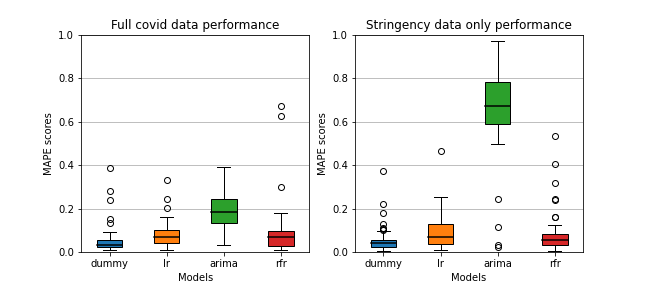 Full covid data performance
Stringency data only performance
MAPE scores
1.0
0.8
0.6
0.4
0.2
0.0
dummy lr arima rfr
Models
MAPE scores
1.0
0.8
0.6
0.4
0.2
0.0
dummy lr arima rfr
Models